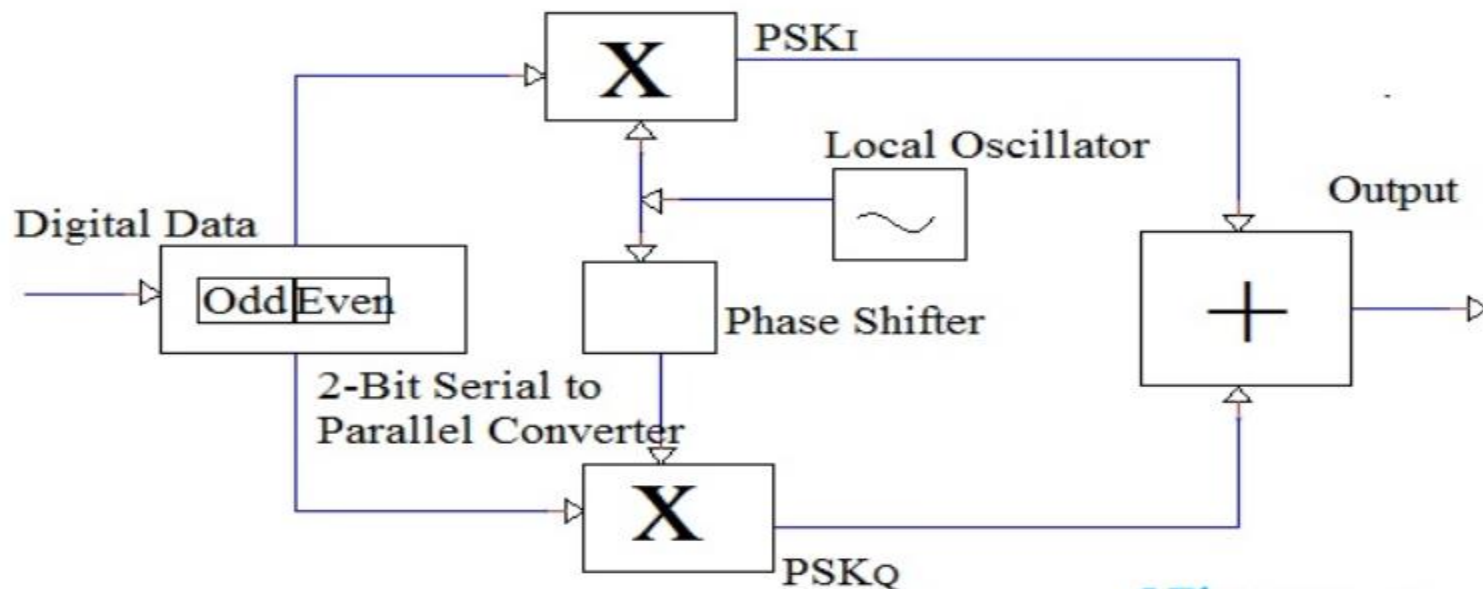 PSKI
Local Oscillator
Output
Digital Data
Odd Even
Phase Shifter
2-Bit Serial to
Parallel Converter
X
X
+
PSKQ